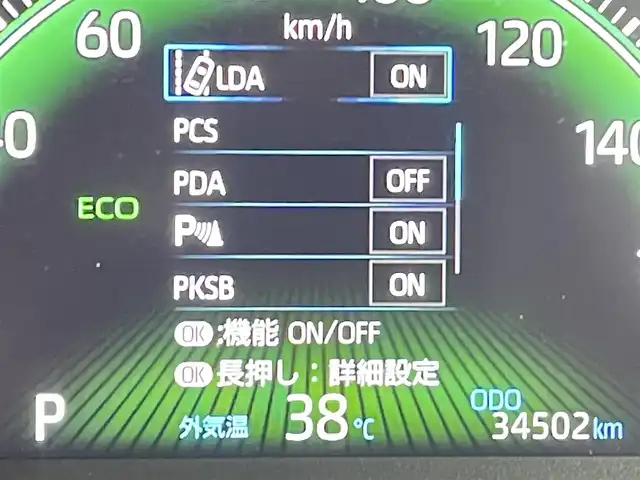 60
km/h
120
LDA ON
140
PCS
PDA OFF
ECO
P ON
PKSB ON
OK:機能 ON/OFF
OK長押し：詳細設定
P
外気温 38℃
ODO
34502km